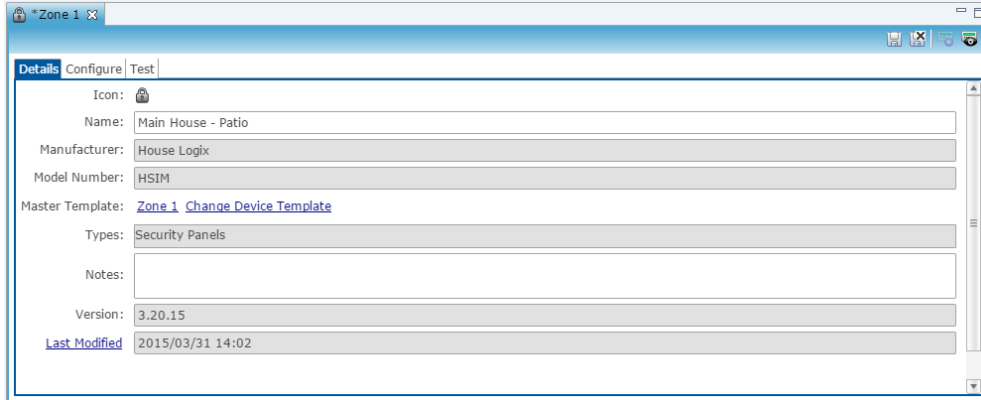 *Zone 1
Details Configure Test
Icon:
Name: Main House - Patio
Manufacturer: House Logix
Model Number: HSIM
Master Template: Zone 1 Change Device Template
Types: Security Panels
Notes:
Version: 3.20.15
Last Modified 2015/03/31 14:02